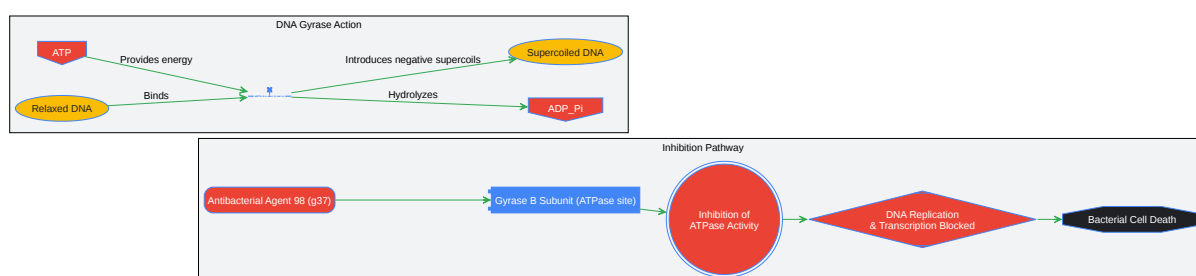 DNA Gyrase Action
ATP
Provides energy
Introduces negative supercoils
Supercoiled DNA
Relaxed DNA
Binds
Hydrolyzes
ADP_Pi
Inhibition Pathway
Antibacterial Agent 98 (g37)
Gyrase B Subunit (ATPase site)
Inhibition of
ATPase Activity
DNA Replication
& Transcription Blocked
Bacterial Cell Death